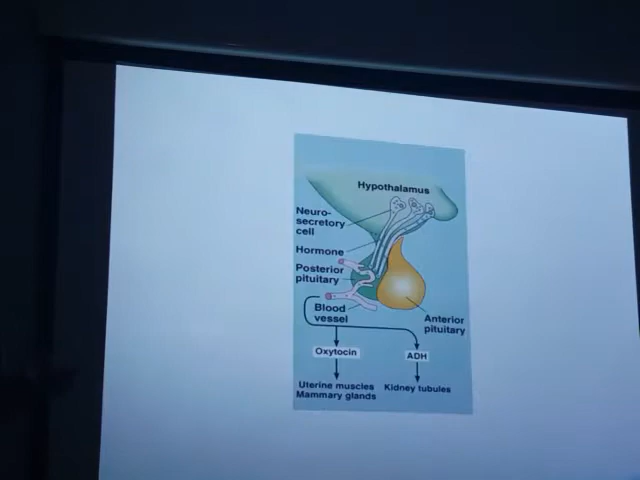 Hypothalamus
Neuro-
secretory
cell
Hormone
Posterior
pituitary
Blood
vessel
Anterior
pituitary
Oxytocin
ADH
Uterine muscles
Mammary glands
Kidney tubules